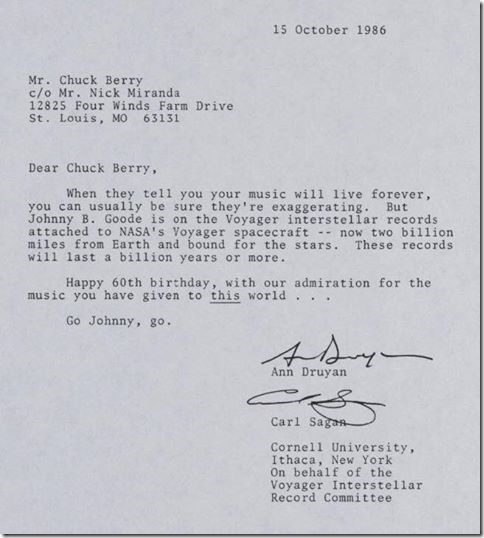 15 October 1986
Mr. Chuck Berry
c/o Mr. Nick Miranda
12825 Four Winds Farm Drive
St. Louis, MO 63131
Dear Chuck Berry,
When they tell you your music will live forever,
you can usually be sure they're exaggerating. But
Johnny B. Goode is on the Voyager interstellar records
attached to NASA's Voyager spacecraft -- now two billion
miles from Earth and bound for the stars. These records
will last a billion years or more.
Happy 60th birthday, with our admiration for the
music you have given to this world . . .
Go Johnny, go.
Ann Druyan
Ann Druyan
Carl Sagan
Cornell University,
Ithaca, New York
On behalf of the
Voyager Interstellar
Record Committee